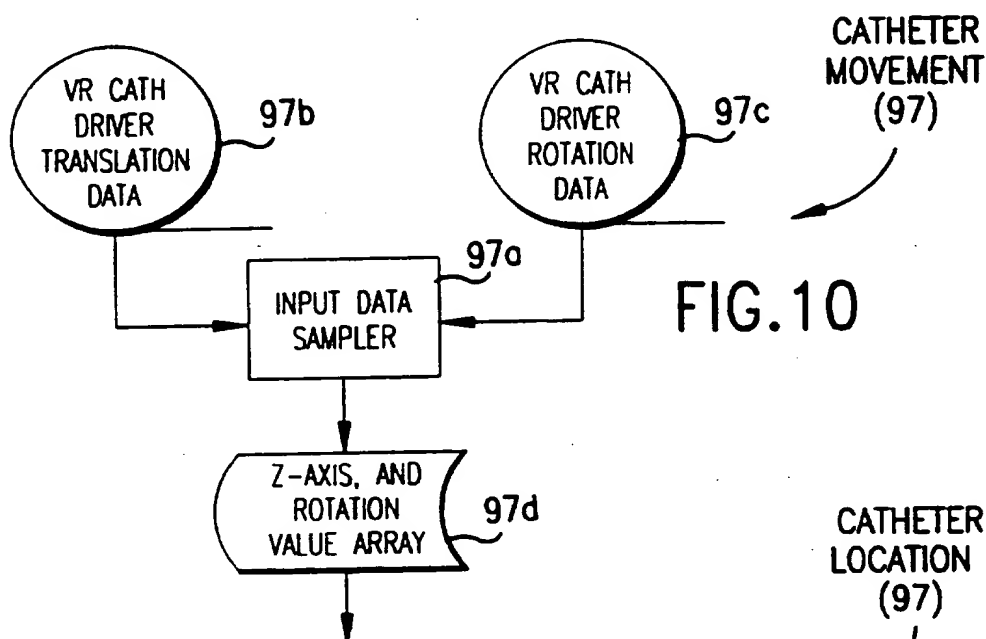 CATHETER
MOVEMENT
(97)
VR CATH
DRIVER
TRANSLATION
DATA
97b
VR CATH
DRIVER
ROTATION
DATA
97c
INPUT DATA
SAMPLER
97a
FIG.10
Z-AXIS, AND
ROTATION
VALUE ARRAY
97d
CATHETER
LOCATION
(97)